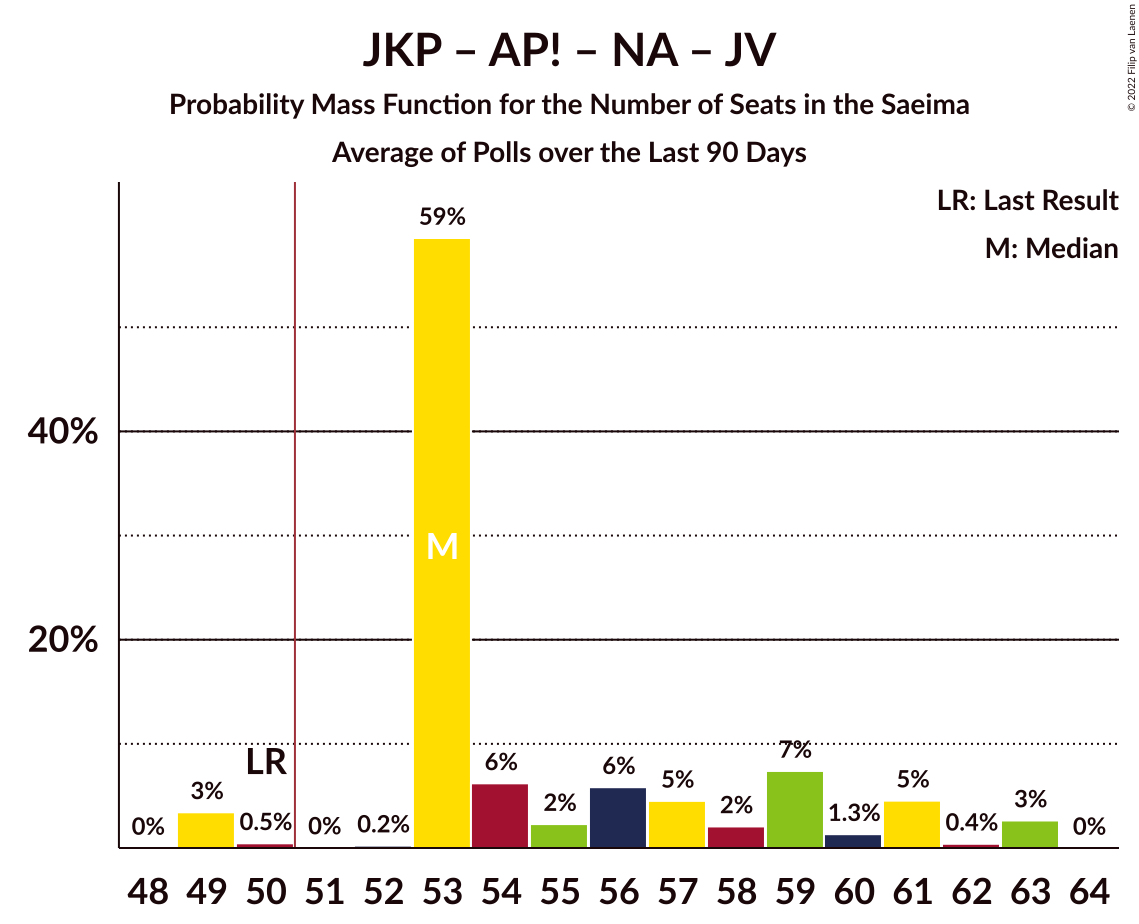 JKP – AP! – NA – JV
Probability Mass Function for the Number of Seats in the Saeima
Average of Polls over the Last 90 Days
© 2022 Filip van Laenen
LR: Last Result
M: Median
40%
20%
0%
3%
0.5%
0%
0.2%
59%
6%
2%
6%
5%
2%
7%
1.3%
5%
0.4%
3%
0%
LR
M
48 49 50 51 52 53 54 55 56 57 58 59 60 61 62 63 64